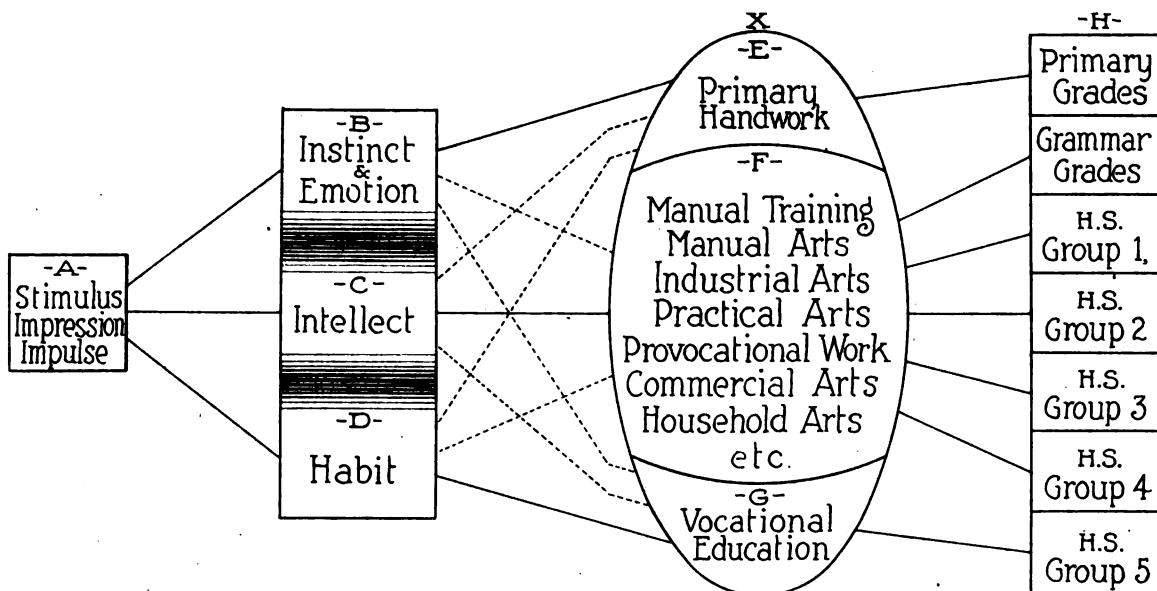 -A-
Stimulus
Impression
Impulse
-B-
Instinct
&
Emotion
-C-
Intellect
-D-
Habit
X
-E-
Primary
Handwork
-F-
Manual Training
Manual Arts
Industrial Arts
Practical Arts
Provocational Work
Commercial Arts
Household Arts
etc.
-G-
Vocational
Education
-H-
Primary
Grades
Grammar
Grades
H.S.
Group 1.
H.S.
Group 2
H.S.
Group 3
H.S.
Group 4
H.S.
Group 5